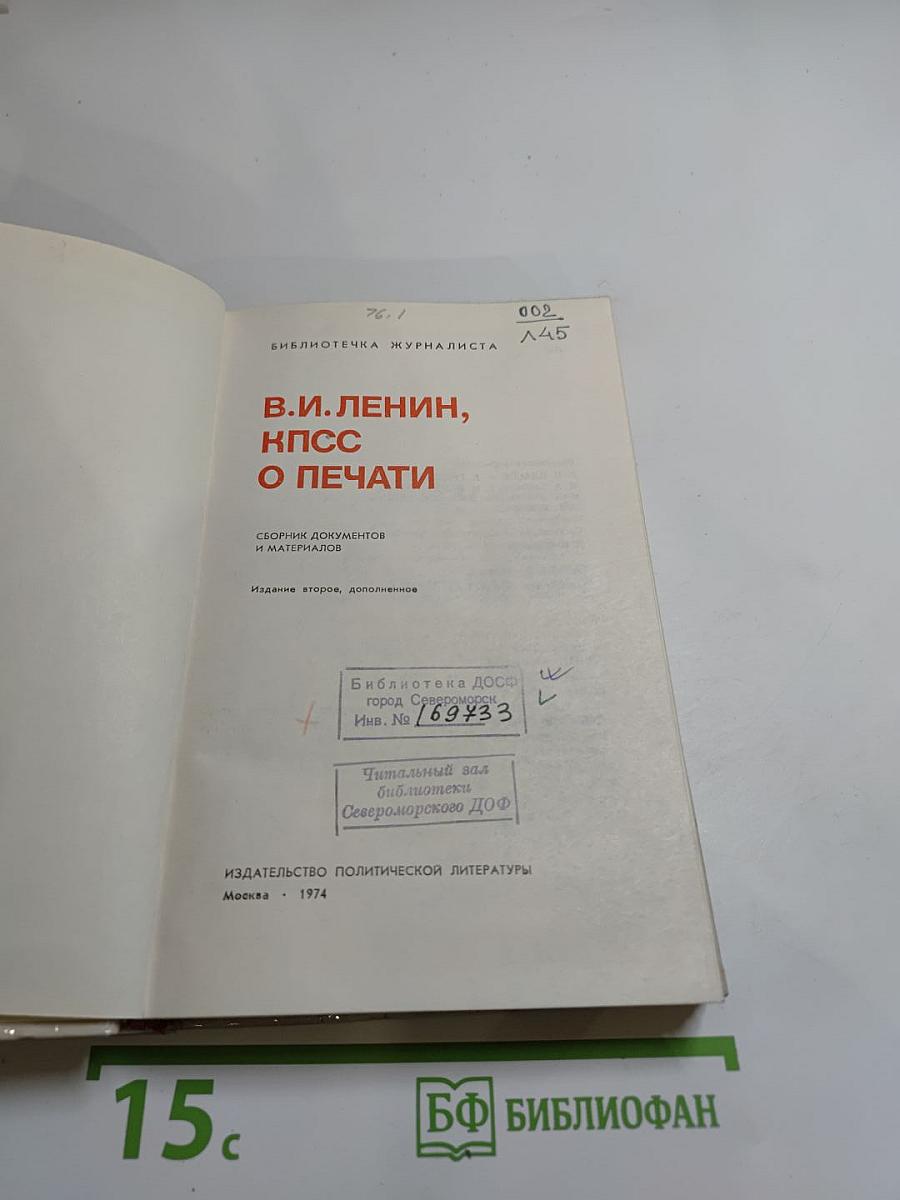 76.1
002
Л45
БИБЛИОТЕЧКА ЖУРНАЛИСТА
В.И. ЛЕНИН,
КПСС
О ПЕЧАТИ
СБОРНИК ДОКУМЕНТОВ
И МАТЕРИАЛОВ
Издание второе, дополненное
Библиотека ДОСФ
город Североморск
Инв. № 169733
Читальный зал
библиотеки
Североморского ДОФ
ИЗДАТЕЛЬСТВО ПОЛИТИЧЕСКОЙ ЛИТЕРАТУРЫ
Москва · 1974
15 с
БФ БИБЛИОФАН